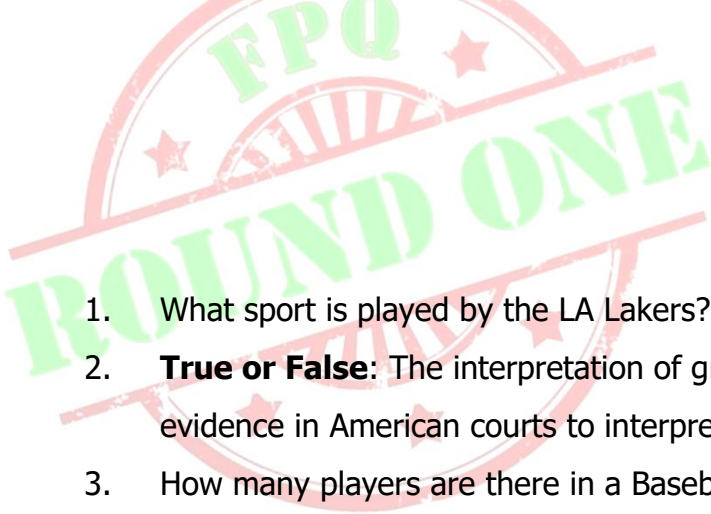 FPQ
ROUND ONE
1. What sport is played by the LA Lakers?
2. True or False: The interpretation of g
evidence in American courts to interpre
3. How many players are there in a Baseb